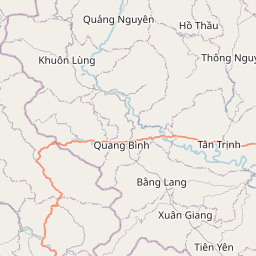 Quảng Nguyên
Hồ Thầu
Khuôn Lùng
Thông Nguy
Quang Bình
Tân Trịnh
Bằng Lang
Xuân Giang
Tiên Yên